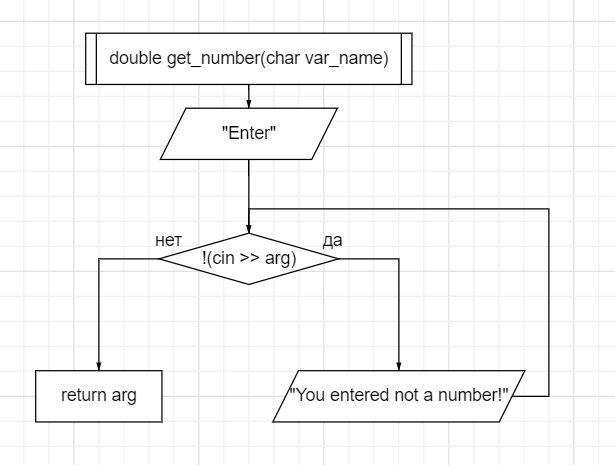 double get_number(char var_name)
"Enter"
нет
да
!(cin >> arg)
return arg
"You entered not a number!"